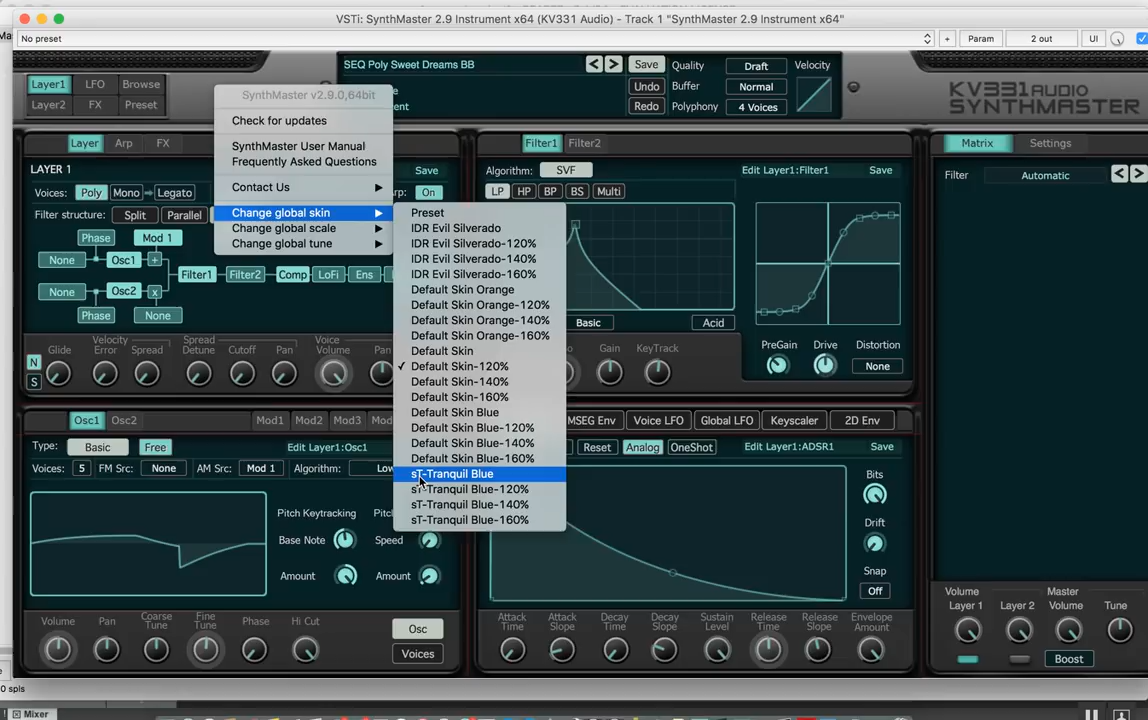 VSTi: SynthMaster 2.9 Instrument x64 (KV331 Audio) - Track 1 "SynthMaster 2.9 Instrument x64"
No preset + Param 2 out UI
Layer1 LFO Browse
Layer2 FX Preset
SEQ Poly Sweet Dreams BB
Save Quality Draft Velocity
Undo Buffer Normal
Redo Polyphony 4 Voices
KV331 AUDIO
SYNTHMASTER
SynthMaster v2.9.0,64bit
Check for updates
SynthMaster User Manual
Frequently Asked Questions
Contact Us
Change global skin
Change global scale
Change global tune
Preset
IDR Evil Silverado
IDR Evil Silverado-120%
IDR Evil Silverado-140%
IDR Evil Silverado-160%
Default Skin Orange
Default Skin Orange-120%
Default Skin Orange-140%
Default Skin Orange-160%
Default Skin
✓ Default Skin-120%
Default Skin-140%
Default Skin-160%
Default Skin Blue
Default Skin Blue-120%
Default Skin Blue-140%
Default Skin Blue-160%
sT-Tranquil Blue
sT-Tranquil Blue-120%
sT-Tranquil Blue-140%
sT-Tranquil Blue-160%
Layer Arp FX
LAYER 1 Save
Voices: Poly Mono Legato On
Filter structure: Split Parallel
Phase Mod 1
None Osc1 +
Filter1 Filter2 Comp LoFi Ens
None Osc2 x
Phase None
Glide Velocity Error Spread Spread Detune Cutoff Pan Voice Volume Pan
N
S
Filter1 Filter2
Algorithm: SVF Edit Layer1:Filter1 Save
LP HP BP BS Multi
Basic Acid
Gain KeyTrack
PreGain Drive Distortion
None
Matrix Settings
Filter Automatic
Osc1 Osc2 Mod1 Mod2 Mod3
Type: Basic Free Edit Layer1:Osc1
Voices: 5 FM Src: None AM Src: Mod 1 Algorithm:
Pitch Keytracking
Base Note Speed
Amount Amount
Volume Pan Coarse Tune Fine Tune Phase Hi Cut
Osc
Voices
MSEG Env Voice LFO Global LFO Keyscaler 2D Env
Reset Analog OneShot Edit Layer1:ADSR1 Save
Bits
Drift
Snap
Off
Attack Time Attack Slope Decay Time Decay Slope Sustain Level Release Time Release Slope Envelope Amount
Volume Master
Layer 1 Layer 2 Volume Tune
Boost
0 spls
Mixer